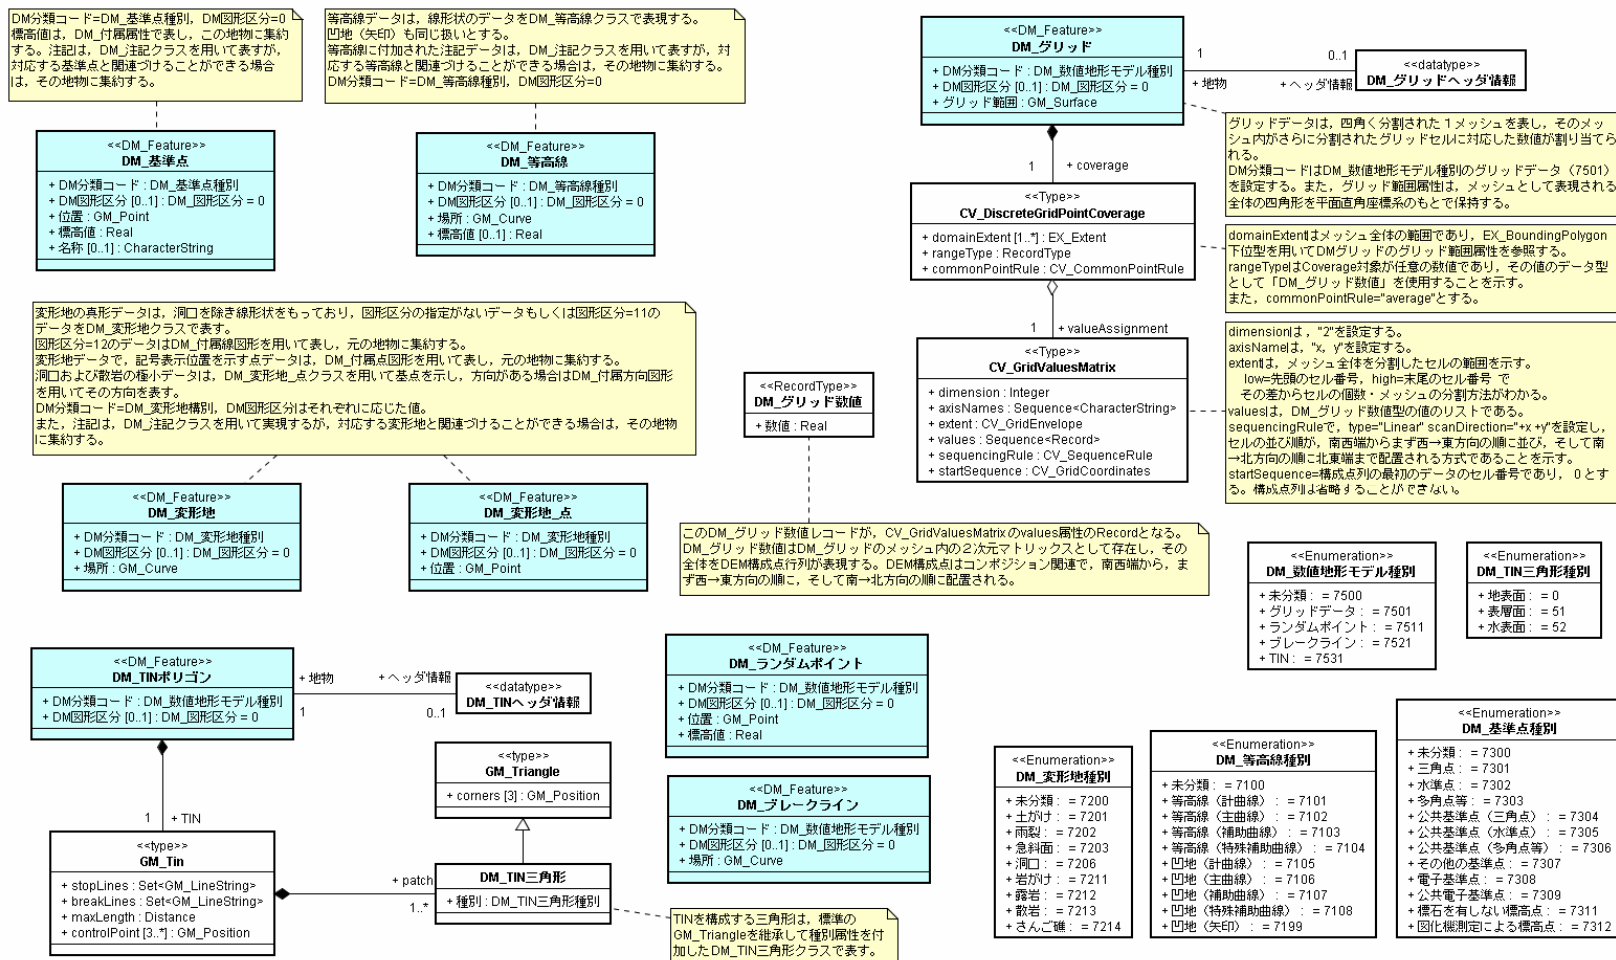 DM分類コード=DM_基準点種別，DM図形区分=0
標高値は，DM_付属属性で表し，この地物に集約
する。注記は，DM_注記クラスを用いて表すが，
対応する基準点と関連づけることができる場合
は，その地物に集約する。
等高線データは，線形状のデータをDM_等高線クラスで表現する。
凹地（矢印）も同じ扱いとする。
等高線に付加された注記データは，DM_注記クラスを用いて表すが，対
応する等高線と関連づけることができる場合は，その地物に集約する。
DM分類コード=DM_等高線種別，DM図形区分=0
<<DM_Feature>>
DM_基準点
+ DM分類コード : DM_基準点種別
+ DM図形区分 [0..1] : DM_図形区分 = 0
+ 位置 : GM_Point
+ 標高値 : Real
+ 名称 [0..1] : CharacterString
<<DM_Feature>>
DM_等高線
+ DM分類コード : DM_等高線種別
+ DM図形区分 [0..1] : DM_図形区分 = 0
+ 場所 : GM_Curve
+ 標高値 [0..1] : Real
<<DM_Feature>>
DM_グリッド
+ DM分類コード : DM_数値地形モデル種別
+ DM図形区分 [0..1] : DM_図形区分 = 0
+ グリッド範囲 : GM_Surface
1
0..1
+ 地物
+ ヘッダ情報
<<datatype>>
DM_グリッドヘッダ情報
グリッドデータは，四角く分割された１メッシュを表し，そのメッ
シュ内がさらに分割されたグリッドセルに対応した数値が割り当てら
れる。
DM分類コードはDM_数値地形モデル種別のグリッドデータ（7501）
を設定する。また，グリッド範囲属性は，メッシュとして表現される
全体の四角形を平面直角座標系のもとで保持する。
1
+ coverage
<<Type>>
CV_DiscreteGridPointCoverage
+ domainExtent [1..*] : EX_Extent
+ rangeType : RecordType
+ commonPointRule : CV_CommonPointRule
domainExtentはメッシュ全体の範囲であり，EX_BoundingPolygon
下位型を用いてDMグリッドのグリッド範囲属性を参照する。
rangeTypeはCoverage対象が任意の数値であり，その値のデータ型
として「DM_グリッド数値」を使用することを示す。
また，commonPointRule="average"とする。
1
+ valueAssignment
<<Type>>
CV_GridValuesMatrix
+ dimension : Integer
+ axisNames : Sequence<CharacterString>
+ extent : CV_GridEnvelope
+ values : Sequence<Record>
+ sequencingRule : CV_SequenceRule
+ startSequence : CV_GridCoordinates
dimensionは，"2"を設定する。
axisNameは，"x，y"を設定する。
extentは，メッシュ全体を分割したセルの範囲を示す。
low=先頭のセル番号，high=末尾のセル番号 で
その差からセルの個数・メッシュの分割方法がわかる。
valuesは，DM_グリッド数値型の値のリストである。
sequencingRuleで，type="Linear" scanDirection="+x +y"を設定し，
セルの並び順が，南西端からまず西→東方向の順に並び，そして南
→北方向の順に北東端まで配置される方式であることを示す。
startSequence=構成点列の最初のデータのセル番号であり，０とす
る。構成点列は省略することができない。
変形地の真形データは，洞口を除き線形状をもっており，図形区分の指定がないデータもしくは図形区分=11の
データをDM_変形地クラスで表す。
図形区分=12のデータはDM_付属線図形を用いて表し，元の地物に集約する。
変形地データで，記号表示位置を示す点データは，DM_付属点図形を用いて表し，元の地物に集約する。
洞口および散岩の極小データは，DM_変形地_点クラスを用いて基点を示し，方向がある場合はDM_付属方向図形
を用いてその方向を表す。
DM分類コード=DM_変形地構別，DM図形区分はそれぞれに応じた値。
また，注記は，DM_注記クラスを用いて実現するが，対応する変形地と関連づけることができる場合は，その地物
に集約する。
<<RecordType>>
DM_グリッド数値
+ 数値 : Real
<<DM_Feature>>
DM_変形地
+ DM分類コード : DM_変形地種別
+ DM図形区分 [0..1] : DM_図形区分 = 0
+ 場所 : GM_Curve
<<DM_Feature>>
DM_変形地_点
+ DM分類コード : DM_変形地種別
+ DM図形区分 [0..1] : DM_図形区分 = 0
+ 位置 : GM_Point
このDM_グリッド数値レコードが，CV_GridValuesMatrixのvalues属性のRecordとなる。
DM_グリッド数値はDM_グリッドのメッシュ内の２次元マトリックスとして存在し，その
全体をDEM構成点行列が表現する。DEM構成点はコンポジション関連で，南西端から，ま
ず西→東方向の順に，そして南→北方向の順に配置される。
<<Enumeration>>
DM_数値地形モデル種別
+ 未分類 : = 7500
+ グリッドデータ : = 7501
+ ランダムポイント : = 7511
+ ブレークライン : = 7521
+ TIN : = 7531
<<Enumeration>>
DM_TIN三角形種別
+ 地表面 : = 0
+ 表層面 : = 51
+ 水表面 : = 52
<<DM_Feature>>
DM_TINポリゴン
+ DM分類コード : DM_数値地形モデル種別
+ DM図形区分 [0..1] : DM_図形区分 = 0
+ 地物
+ ヘッダ情報
1
0..1
<<datatype>>
DM_TINヘッダ情報
<<DM_Feature>>
DM_ランダムポイント
+ DM分類コード : DM_数値地形モデル種別
+ DM図形区分 [0..1] : DM_図形区分 = 0
+ 位置 : GM_Point
+ 標高値 : Real
<<type>>
GM_Triangle
+ corners [3] : GM_Position
<<DM_Feature>>
DM_ブレークライン
+ DM分類コード : DM_数値地形モデル種別
+ DM図形区分 [0..1] : DM_図形区分 = 0
+ 場所 : GM_Curve
1
+ TIN
<<type>>
GM_Tin
+ stopLines : Set<GM_LineString>
+ breakLines : Set<GM_LineString>
+ maxLength : Distance
+ controlPoint [3..*] : GM_Position
+ patch
1..*
DM_TIN三角形
+ 種別 : DM_TIN三角形種別
TINを構成する三角形は，標準の
GM_Triangleを継承して種別属性を付
加したDM_TIN三角形クラスで表す。
<<Enumeration>>
DM_変形地種別
+ 未分類 : = 7200
+ 土がけ : = 7201
+ 雨裂 : = 7202
+ 急斜面 : = 7203
+ 洞口 : = 7206
+ 岩がけ : = 7211
+ 露岩 : = 7212
+ 散岩 : = 7213
+ さんご礁 : = 7214
<<Enumeration>>
DM_等高線種別
+ 未分類 : = 7100
+ 等高線（計曲線） : = 7101
+ 等高線（主曲線） : = 7102
+ 等高線（補助曲線） : = 7103
+ 等高線（特殊補助曲線） : = 7104
+ 凹地（計曲線） : = 7105
+ 凹地（主曲線） : = 7106
+ 凹地（補助曲線） : = 7107
+ 凹地（特殊補助曲線） : = 7108
+ 凹地（矢印） : = 7199
<<Enumeration>>
DM_基準点種別
+ 未分類 : = 7300
+ 三角点 : = 7301
+ 水準点 : = 7302
+ 多角点等 : = 7303
+ 公共基準点（三角点） : = 7304
+ 公共基準点（水準点） : = 7305
+ 公共基準点（多角点等） : = 7306
+ その他の基準点 : = 7307
+ 電子基準点 : = 7308
+ 公共電子基準点 : = 7309
+ 標石を有しない標高点 : = 7311
+ 図化機測定による標高点 : = 7312